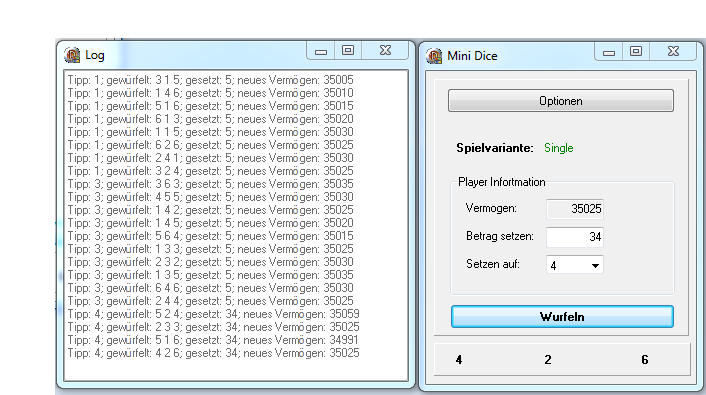 Log
Tipp: 1; gewürfelt: 3 1 5; gesetzt: 5; neues Vermögen: 35005
Tipp: 1; gewürfelt: 1 4 6; gesetzt: 5; neues Vermögen: 35010
Tipp: 1; gewürfelt: 5 1 6; gesetzt: 5; neues Vermögen: 35015
Tipp: 1; gewürfelt: 6 1 3; gesetzt: 5; neues Vermögen: 35020
Tipp: 1; gewürfelt: 1 1 5; gesetzt: 5; neues Vermögen: 35030
Tipp: 1; gewürfelt: 6 2 6; gesetzt: 5; neues Vermögen: 35025
Tipp: 1; gewürfelt: 2 4 1; gesetzt: 5; neues Vermögen: 35030
Tipp: 1; gewürfelt: 3 2 4; gesetzt: 5; neues Vermögen: 35025
Tipp: 3; gewürfelt: 3 6 3; gesetzt: 5; neues Vermögen: 35035
Tipp: 3; gewürfelt: 4 5 5; gesetzt: 5; neues Vermögen: 35030
Tipp: 3; gewürfelt: 1 4 2; gesetzt: 5; neues Vermögen: 35025
Tipp: 3; gewürfelt: 1 4 5; gesetzt: 5; neues Vermögen: 35020
Tipp: 3; gewürfelt: 5 6 4; gesetzt: 5; neues Vermögen: 35015
Tipp: 3; gewürfelt: 1 3 3; gesetzt: 5; neues Vermögen: 35025
Tipp: 3; gewürfelt: 2 3 2; gesetzt: 5; neues Vermögen: 35030
Tipp: 3; gewürfelt: 1 3 5; gesetzt: 5; neues Vermögen: 35035
Tipp: 3; gewürfelt: 6 4 6; gesetzt: 5; neues Vermögen: 35030
Tipp: 3; gewürfelt: 2 4 4; gesetzt: 5; neues Vermögen: 35025
Tipp: 4; gewürfelt: 5 2 4; gesetzt: 34; neues Vermögen: 35059
Tipp: 4; gewürfelt: 2 3 3; gesetzt: 34; neues Vermögen: 35025
Tipp: 4; gewürfelt: 5 1 6; gesetzt: 34; neues Vermögen: 34991
Tipp: 4; gewürfelt: 4 2 6; gesetzt: 34; neues Vermögen: 35025
Mini Dice
Optionen
Spielvariante: Single
Player Infortmation
Vermogen: 35025
Betrag setzen: 34
Setzen auf: 4
Wurfeln
4 2 6